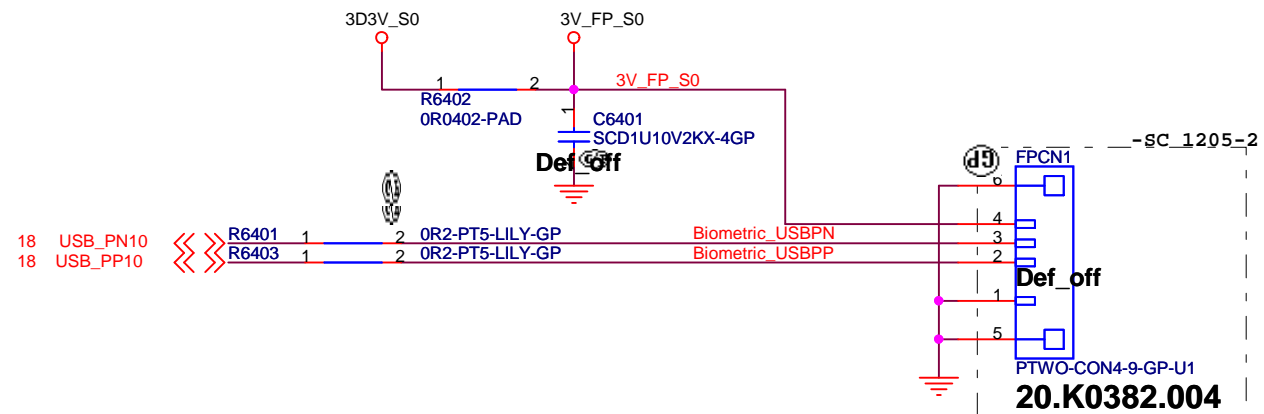 3D3V_S0
3V_FP_S0
1
2
3V_FP_S0
R6402
0R0402-PAD
1
C6401
SCD1U10V2KX-4GP
Def_off
-SC_1205-2
GP
FPCN1
6
4
3
2
1
5
Def_off
18 USB_PN10
R6401
1
2
0R2-PT5-LILY-GP
Biometric_USBPN
18 USB_PP10
R6403
1
2
0R2-PT5-LILY-GP
Biometric_USBPP
PTWO-CON4-9-GP-U1
20.K0382.004